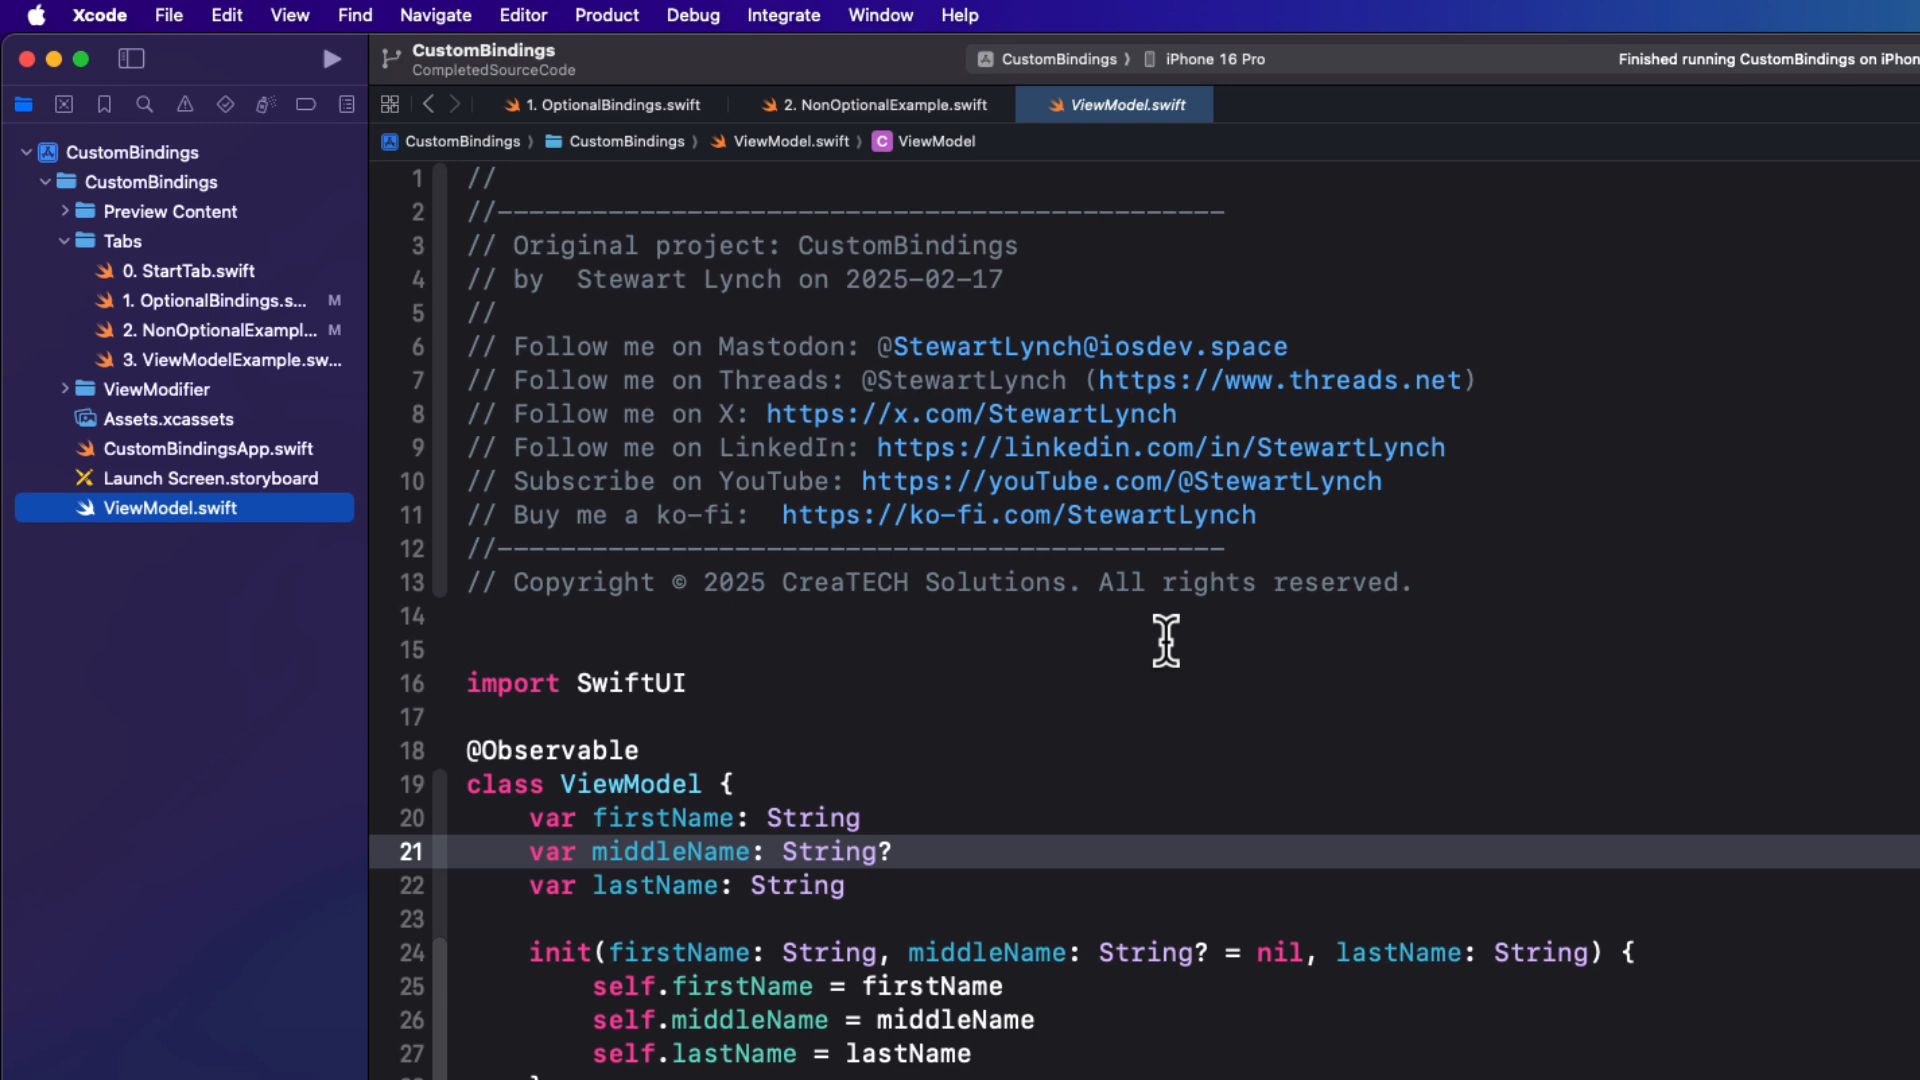 Xcode File Edit View Find Navigate Editor Product Debug Integrate Window Help
CustomBindings
CompletedSourceCode
CustomBindings ⟩ iPhone 16 Pro
Finished running CustomBindings on iPhon
1. OptionalBindings.swift
2. NonOptionalExample.swift
ViewModel.swift
CustomBindings ⟩ CustomBindings ⟩ ViewModel.swift ⟩ C ViewModel
CustomBindings
CustomBindings
Preview Content
Tabs
0. StartTab.swift
1. OptionalBindings.s... M
2. NonOptionalExampl... M
3. ViewModelExample.sw...
ViewModifier
Assets.xcassets
CustomBindingsApp.swift
Launch Screen.storyboard
ViewModel.swift
1 //
2 //----------------------------------------------
3 // Original project: CustomBindings
4 // by  Stewart Lynch on 2025-02-17
5 //
6 // Follow me on Mastodon: @StewartLynch@iosdev.space
7 // Follow me on Threads: @StewartLynch (https://www.threads.net)
8 // Follow me on X: https://x.com/StewartLynch
9 // Follow me on LinkedIn: https://linkedin.com/in/StewartLynch
10 // Subscribe on YouTube: https://youTube.com/@StewartLynch
11 // Buy me a ko-fi:  https://ko-fi.com/StewartLynch
12 //----------------------------------------------
13 // Copyright © 2025 CreaTECH Solutions. All rights reserved.
14
15
16 import SwiftUI
17
18 @Observable
19 class ViewModel {
20     var firstName: String
21     var middleName: String?
22     var lastName: String
23
24     init(firstName: String, middleName: String? = nil, lastName: String) {
25         self.firstName = firstName
26         self.middleName = middleName
27         self.lastName = lastName